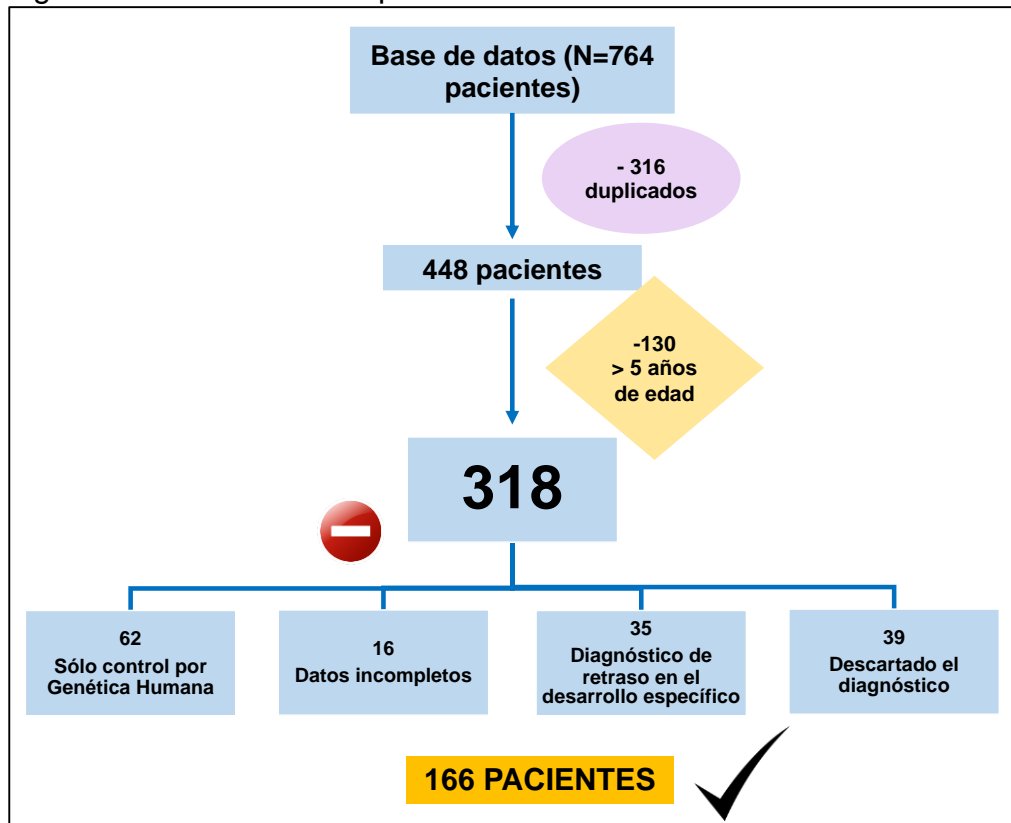 Base de datos (N=764
pacientes)
- 316
duplicados
448 pacientes
-130
> 5 años
de edad
318
62
Sólo control por
Genética Humana
16
Datos incompletos
35
Diagnóstico de
retraso en el
desarrollo específico
39
Descartado el
diagnóstico
166 PACIENTES